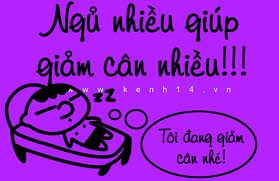 Ngủ nhiều giúp
giảm cân nhiều!!!
www.kenh14.vn
zz
Tôi đang giảm
cân nhé!